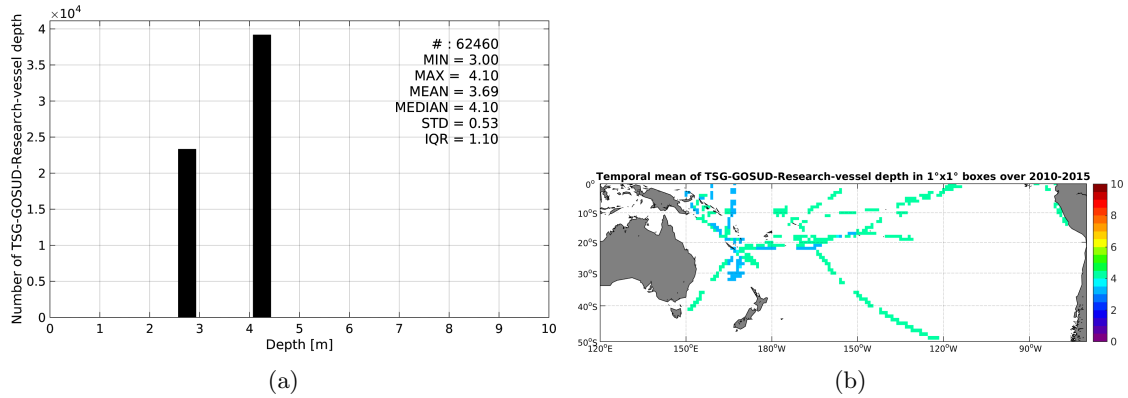 ×10⁴
# : 62460
MIN = 3.00
MAX = 4.10
MEAN = 3.69
MEDIAN = 4.10
STD = 0.53
IQR = 1.10
Number of TSG-GOSUD-Research-vessel depth
4
3.5
3
2.5
2
1.5
1
0.5
0
0 1 2 3 4 5 6 7 8 9 10
Depth [m]
(a)
Temporal mean of TSG-GOSUD-Research-vessel depth in 1°x1° boxes over 2010-2015
0°
10°S
20°S
30°S
40°S
50°S
120°E 150°E 180°W 150°W 120°W 90°W
10
8
6
4
2
0
(b)